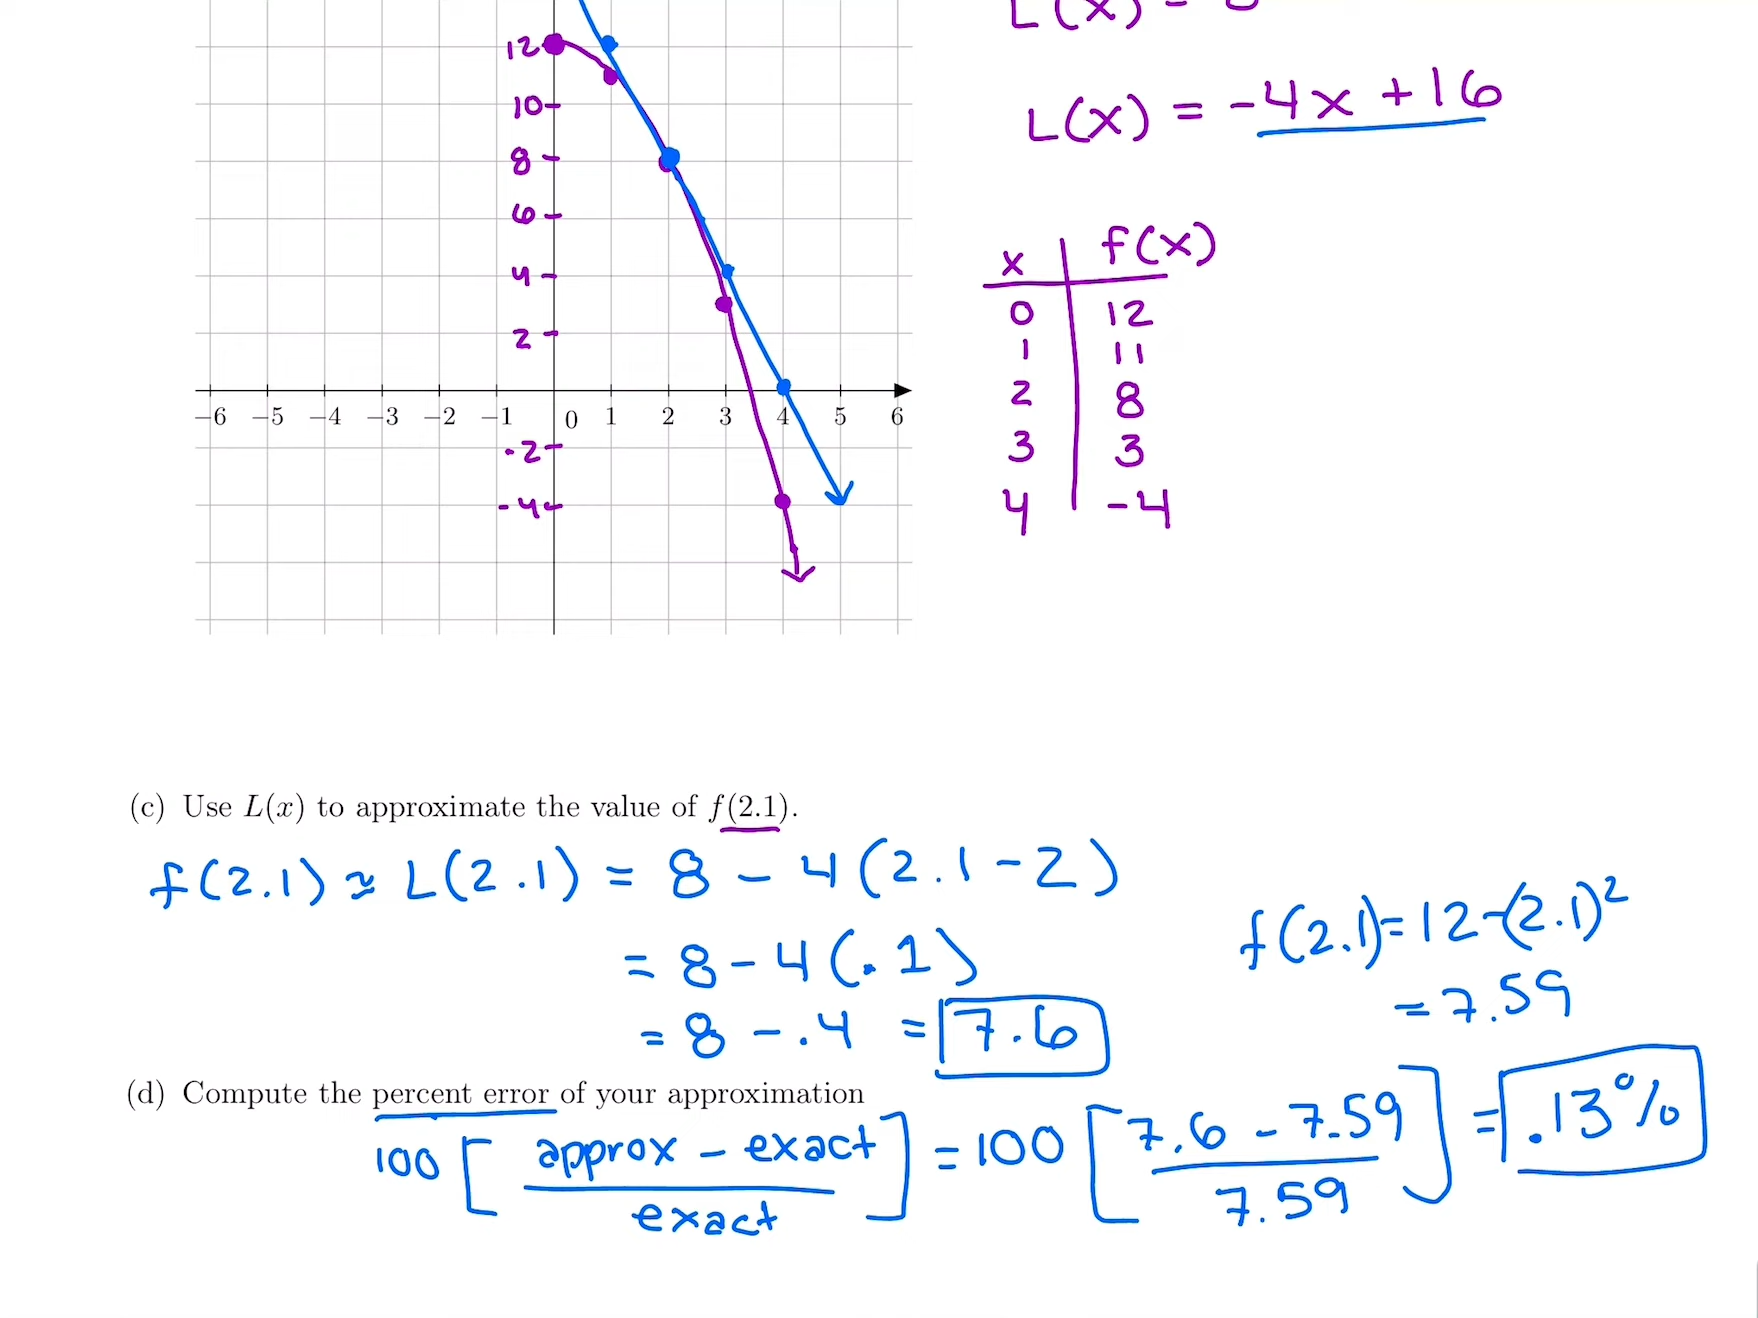 L(x) =
12
10
L(x) = -4x + 16
8
6
4
2
-6 -5 -4 -3 -2 -1 0 1 2 3 4 5 6
-2
-4
x f(x)
0 12
1 11
2 8
3 3
4 -4
(c) Use L(x) to approximate the value of f(2.1).
f(2.1) ≈ L(2.1) = 8 - 4(2.1-2)
= 8 - 4(.1)
= 8 - .4 = 7.6
f(2.1) = 12-(2.1)²
= 7.59
(d) Compute the percent error of your approximation
100 [ approx - exact / exact ] = 100 [ 7.6 - 7.59 / 7.59 ] = .13%